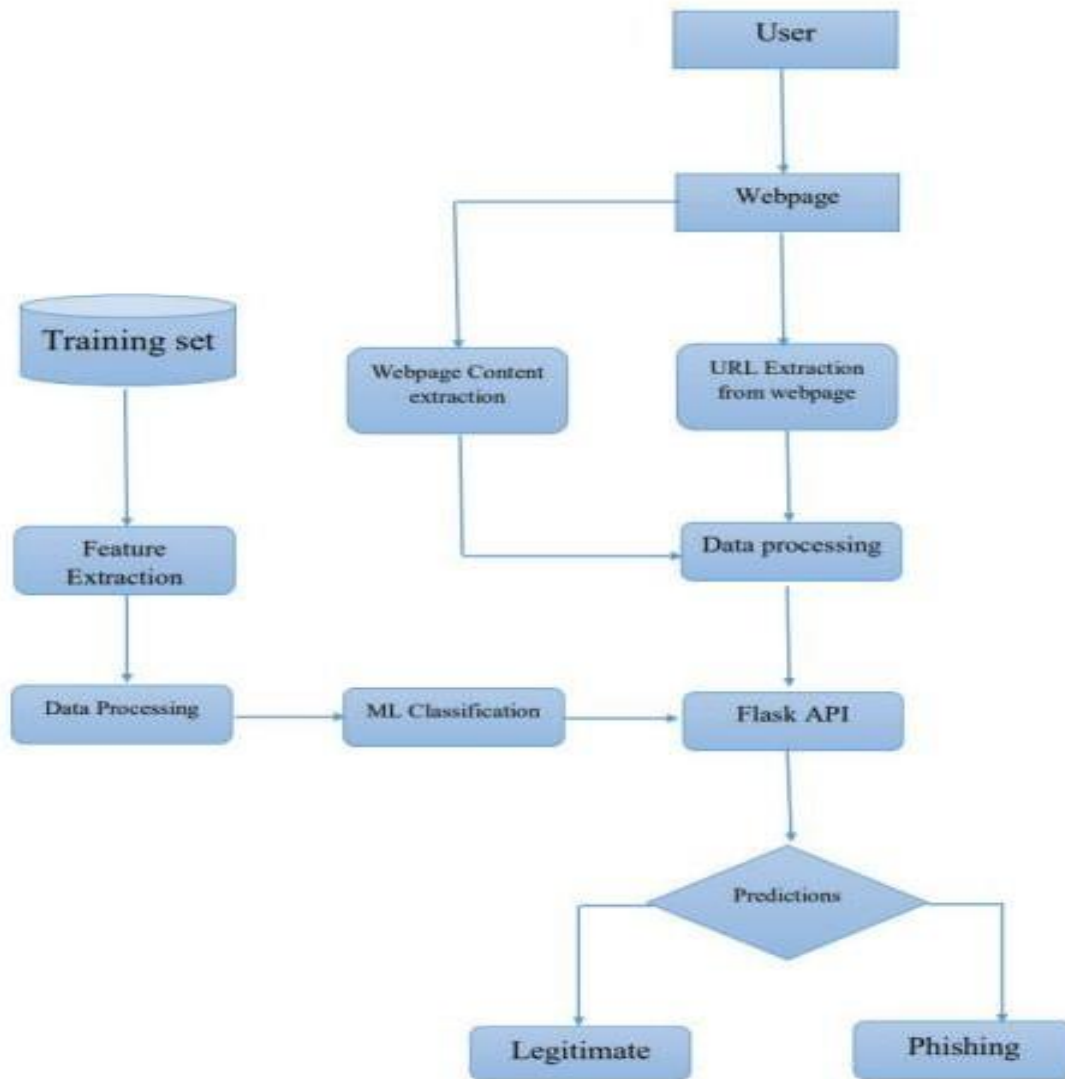 User
Webpage
Training set
Webpage Content
extraction
URL Extraction
from webpage
Feature
Extraction
Data processing
Data Processing
ML Classification
Flask API
Predictions
Legitimate
Phishing